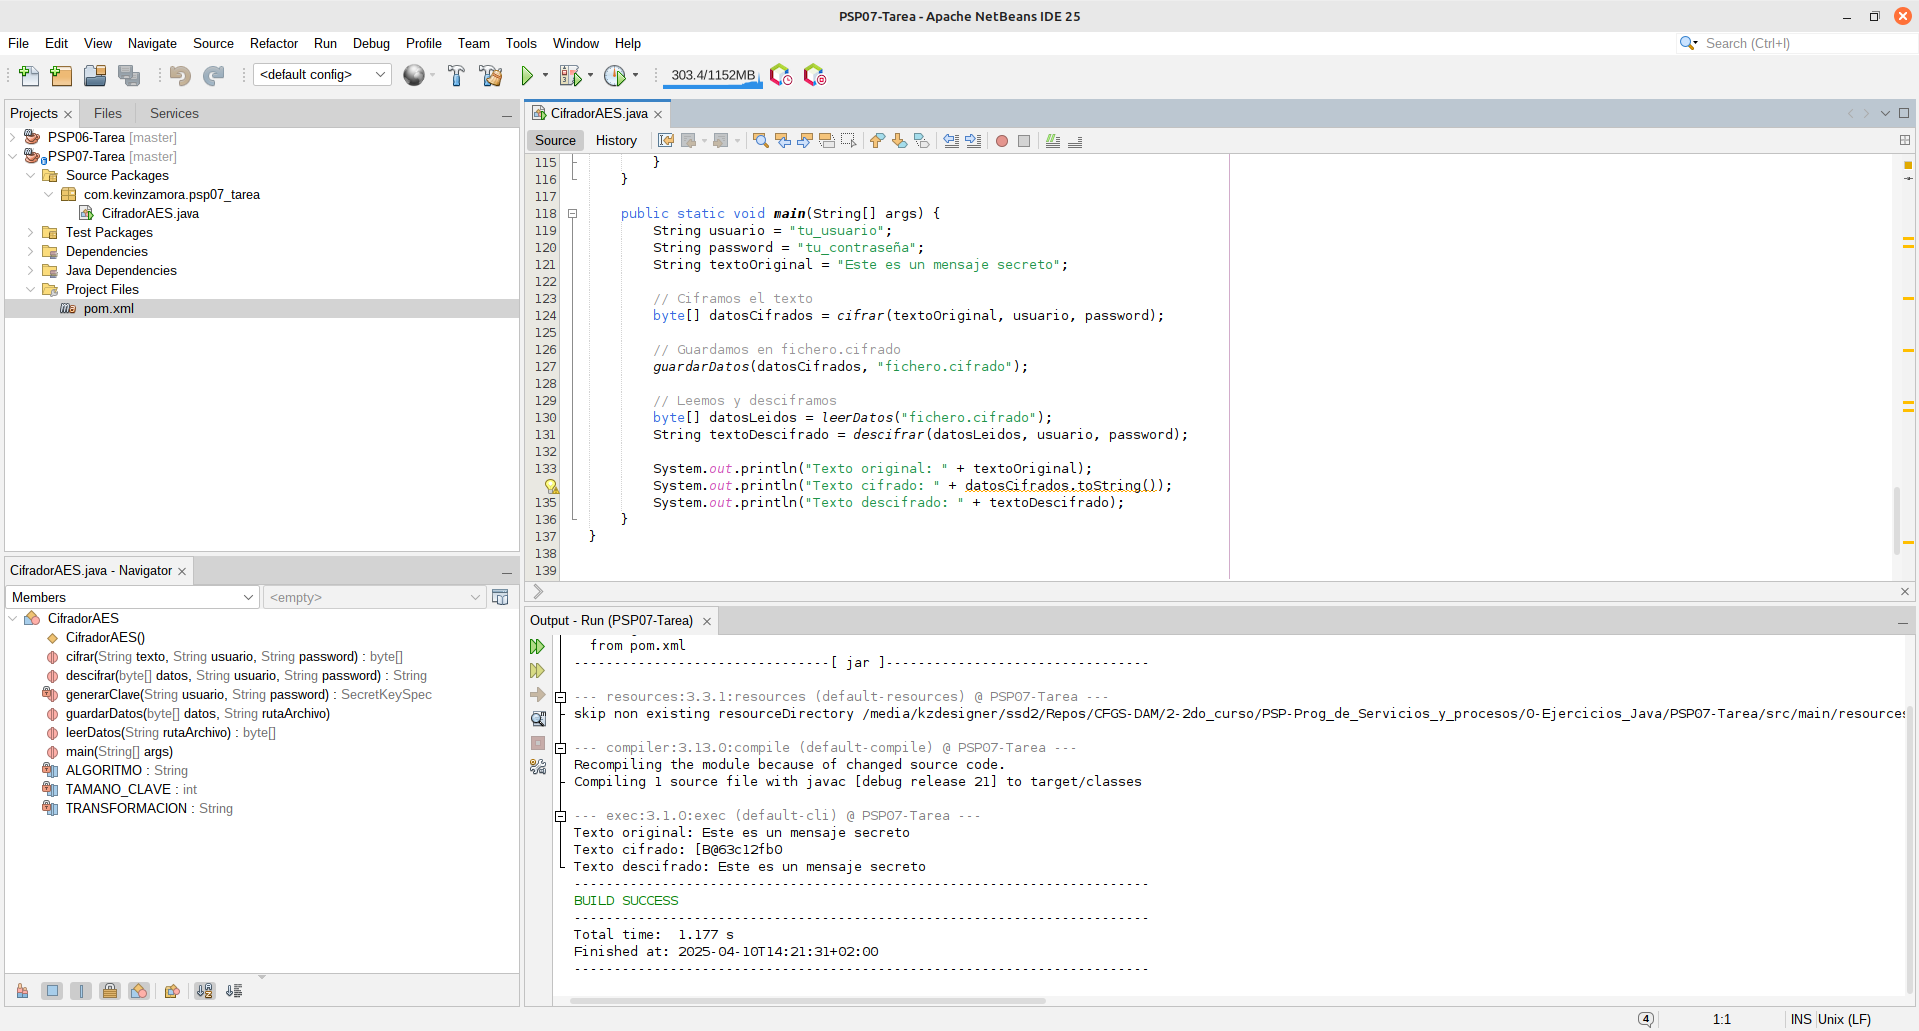 PSP07-Tarea - Apache NetBeans IDE 25
File Edit View Navigate Source Refactor Run Debug Profile Team Tools Window Help
Search (Ctrl+I)
<default config>
303.4/1152MB
Projects Files Services
PSP06-Tarea [master]
PSP07-Tarea [master]
Source Packages
com.kevinzamora.psp07_tarea
CifradorAES.java
Test Packages
Dependencies
Java Dependencies
Project Files
pom.xml
CifradorAES.java - Navigator
Members
<empty>
CifradorAES
CifradorAES()
cifrar(String texto, String usuario, String password) : byte[]
descifrar(byte[] datos, String usuario, String password) : String
generarClave(String usuario, String password) : SecretKeySpec
guardarDatos(byte[] datos, String rutaArchivo)
leerDatos(String rutaArchivo) : byte[]
main(String[] args)
ALGORITMO : String
TAMANO_CLAVE : int
TRANSFORMACION : String
CifradorAES.java
Source History
115 }
116 }
117
118 public static void main(String[] args) {
119 String usuario = "tu_usuario";
120 String password = "tu_contraseña";
121 String textoOriginal = "Este es un mensaje secreto";
122
123 // Ciframos el texto
124 byte[] datosCifrados = cifrar(textoOriginal, usuario, password);
125
126 // Guardamos en fichero.cifrado
127 guardarDatos(datosCifrados, "fichero.cifrado");
128
129 // Leemos y desciframos
130 byte[] datosLeidos = leerDatos("fichero.cifrado");
131 String textoDescifrado = descifrar(datosLeidos, usuario, password);
132
133 System.out.println("Texto original: " + textoOriginal);
System.out.println("Texto cifrado: " + datosCifrados.toString());
135 System.out.println("Texto descifrado: " + textoDescifrado);
136 }
137 }
138
139
Output - Run (PSP07-Tarea)
from pom.xml
--------------------------------[ jar ]---------------------------------
--- resources:3.3.1:resources (default-resources) @ PSP07-Tarea ---
skip non existing resourceDirectory /media/kzdesigner/ssd2/Repos/CFGS-DAM/2-2do_curso/PSP-Prog_de_Servicios_y_procesos/0-Ejercicios_Java/PSP07-Tarea/src/main/resources
--- compiler:3.13.0:compile (default-compile) @ PSP07-Tarea ---
Recompiling the module because of changed source code.
Compiling 1 source file with javac [debug release 21] to target/classes
--- exec:3.1.0:exec (default-cli) @ PSP07-Tarea ---
Texto original: Este es un mensaje secreto
Texto cifrado: [B@63c12fb0
Texto descifrado: Este es un mensaje secreto
------------------------------------------------------------------------
BUILD SUCCESS
------------------------------------------------------------------------
Total time: 1.177 s
Finished at: 2025-04-10T14:21:31+02:00
------------------------------------------------------------------------
4 1:1 INS Unix (LF)